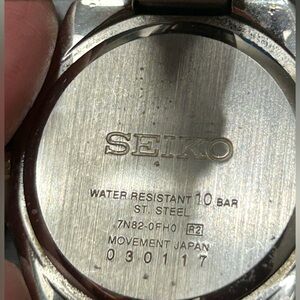 SEIKO
WATER RESISTANT 10 BAR
ST. STEEL
7N82-0FH0 R2
MOVEMENT JAPAN
030117